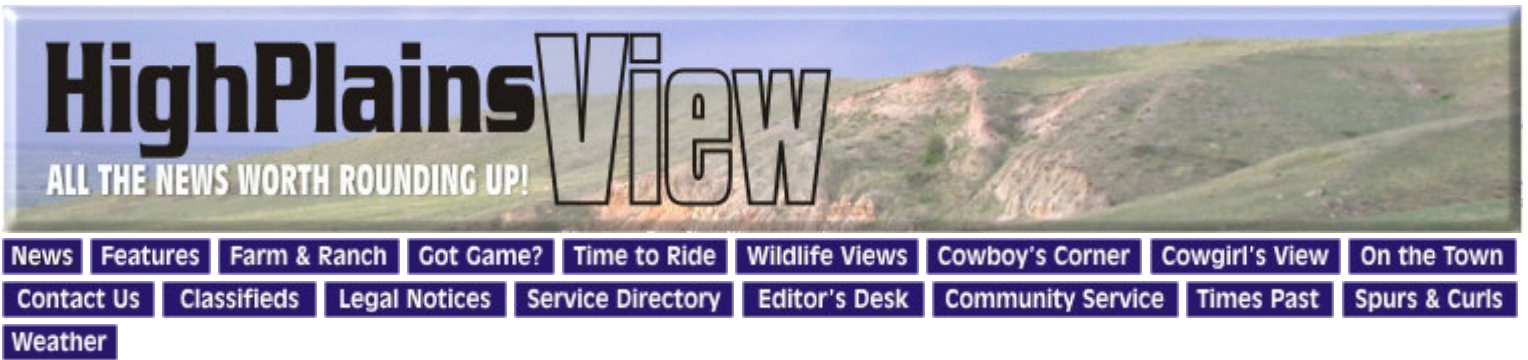 HighPlainsView
ALL THE NEWS WORTH ROUNDING UP!
News Features Farm & Ranch Got Game? Time to Ride Wildlife Views Cowboy's Corner Cowgirl's View On the Town
Contact Us Classifieds Legal Notices Service Directory Editor's Desk Community Service Times Past Spurs & Curls
Weather